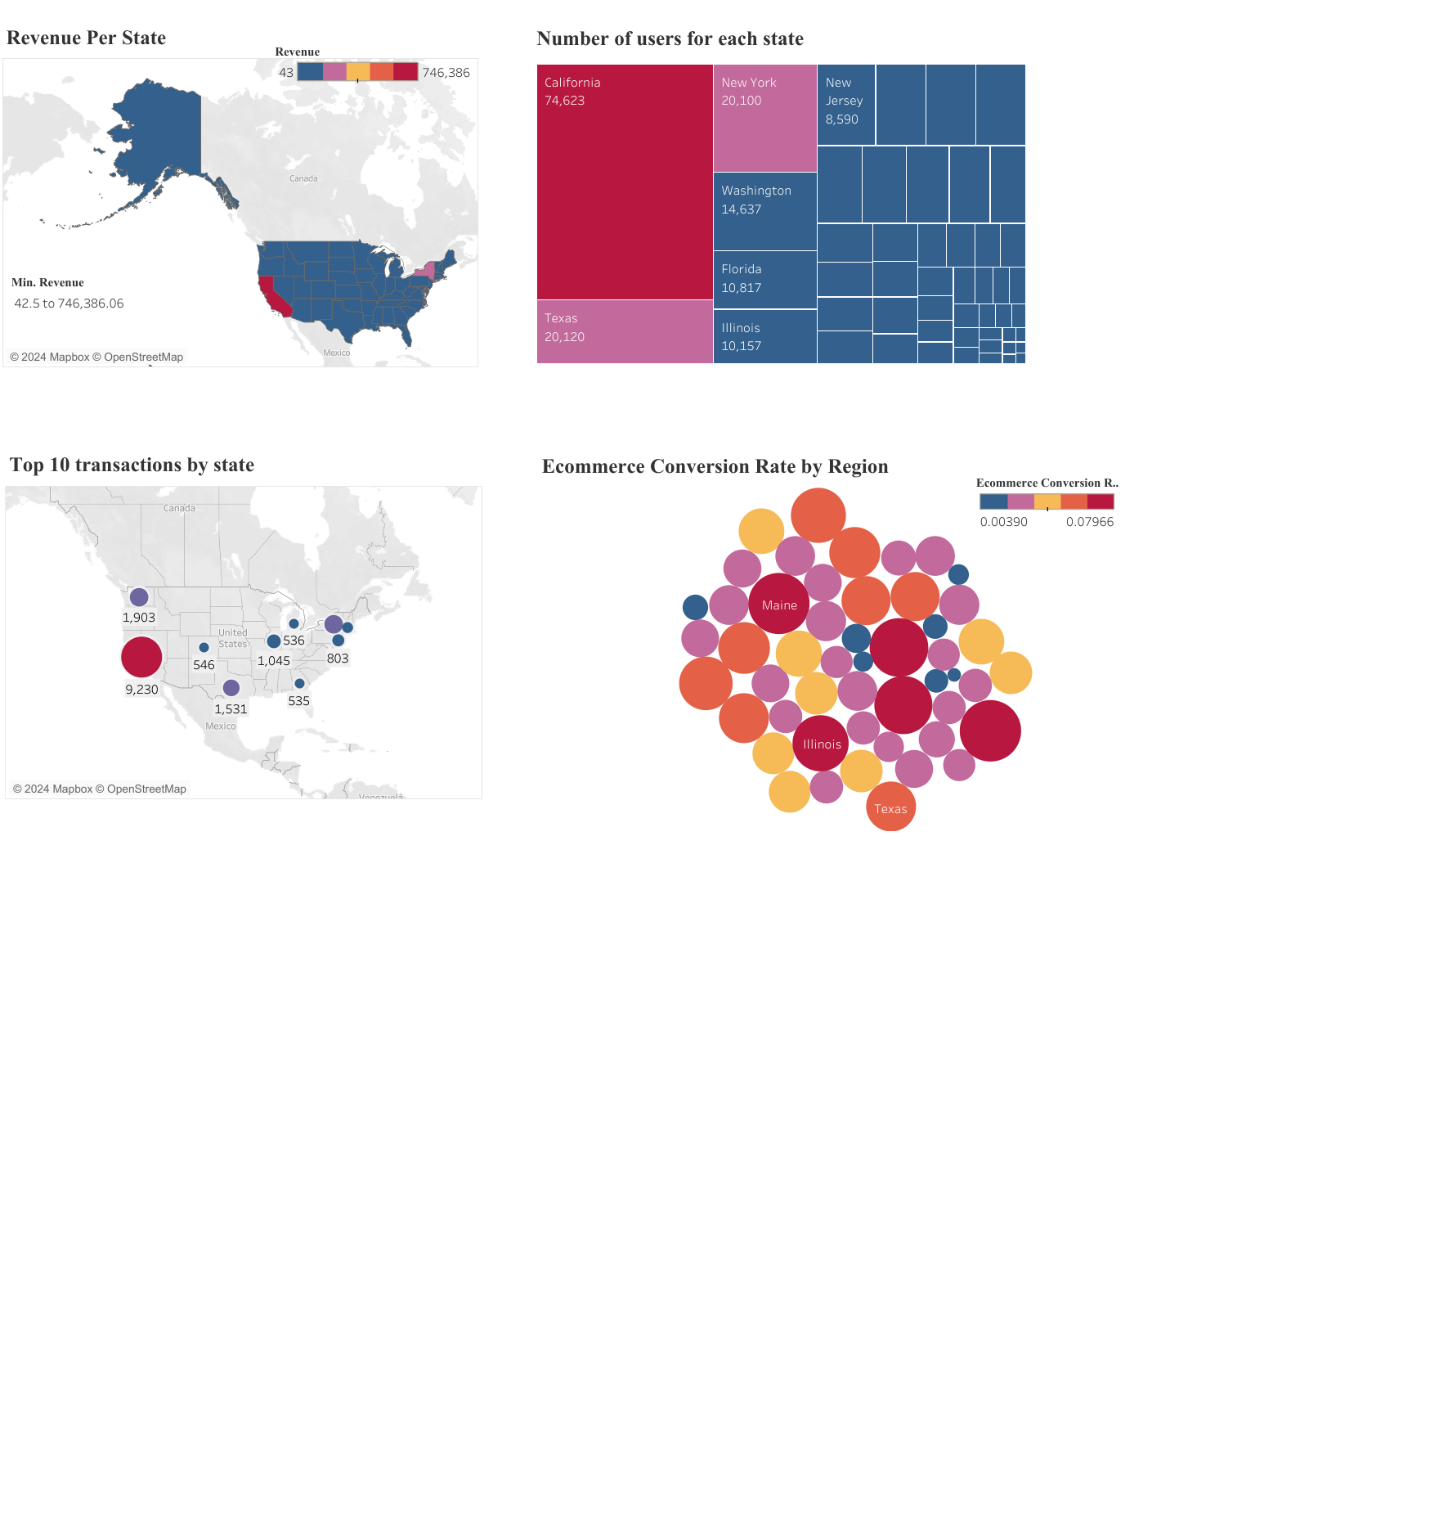 Revenue Per State
Revenue
43
746,386
Canada
Min. Revenue
42.5 to 746,386.06
Mexico
© 2024 Mapbox © OpenStreetMap
Number of users for each state
California
74,623
Texas
20,120
New York
20,100
Washington
14,637
Florida
10,817
Illinois
10,157
New
Jersey
8,590
Top 10 transactions by state
Canada
1,903
United
States
536
803
1,045
546
9,230
535
1,531
Mexico
Venezuela
© 2024 Mapbox © OpenStreetMap
Ecommerce Conversion Rate by Region
Ecommerce Conversion R..
0.00390
0.07966
Maine
Illinois
Texas